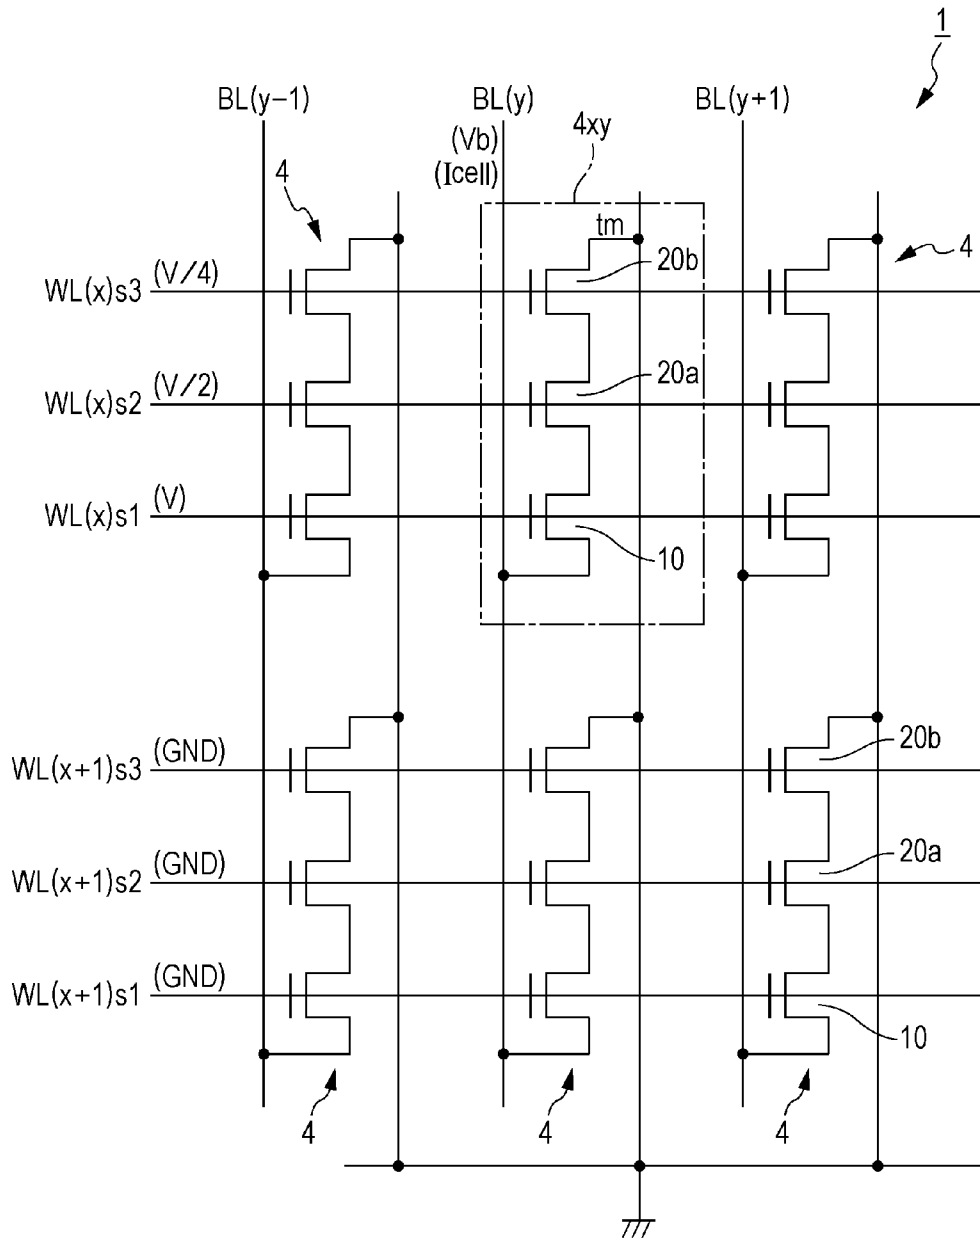 1
BL(y−1)
BL(y)
BL(y+1)
(Vb)
(Icell)
4xy
4
tm
20b
4
WL(x)s3
(V/4)
20a
WL(x)s2
(V/2)
WL(x)s1
(V)
10
20b
WL(x+1)s3
(GND)
20a
WL(x+1)s2
(GND)
WL(x+1)s1
(GND)
10
4
4
4